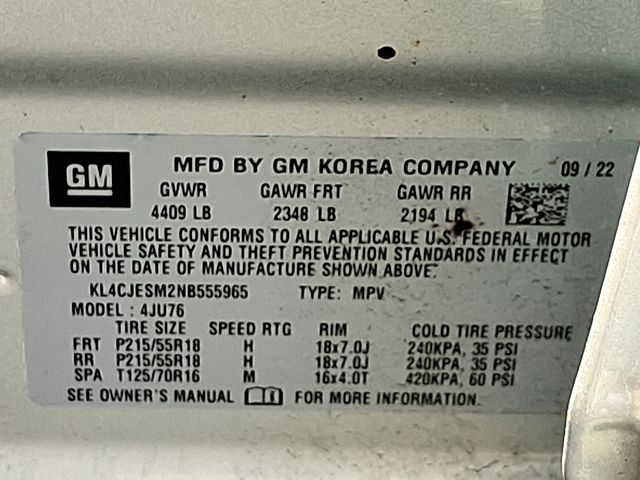 GM MFD BY GM KOREA COMPANY 09 / 22
GVWR GAWR FRT GAWR RR
4409 LB 2348 LB 2194 LB
THIS VEHICLE CONFORMS TO ALL APPLICABLE U.S. FEDERAL MOTOR
VEHICLE SAFETY AND THEFT PREVENTION STANDARDS IN EFFECT
ON THE DATE OF MANUFACTURE SHOWN ABOVE.
KL4CJESM2NB555965 TYPE: MPV
MODEL : 4JU76
TIRE SIZE SPEED RTG RIM COLD TIRE PRESSURE
FRT P215/55R18 H 18x7.0J 240KPA, 35 PSI
RR P215/55R18 H 18x7.0J 240KPA, 35 PSI
SPA T125/70R16 M 16x4.0T 420KPA, 60 PSI
SEE OWNER'S MANUAL FOR MORE INFORMATION.